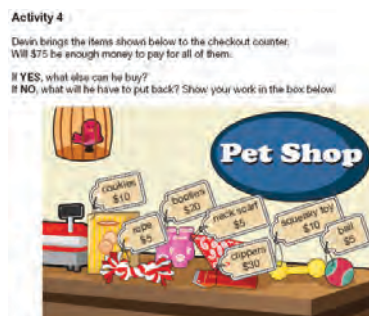 Activity 4
Devin brings the items shown below to the checkout counter.
Will $75 be enough money to pay for all of them.
If YES, what else can he buy?
If NO, what will he have to put back? Show your work in the box below.
Pet Shop
cookies
$10
booties
$20
rope
$5
neck scarf
$5
squeaky toy
$10
ball
$5
clippers
$30